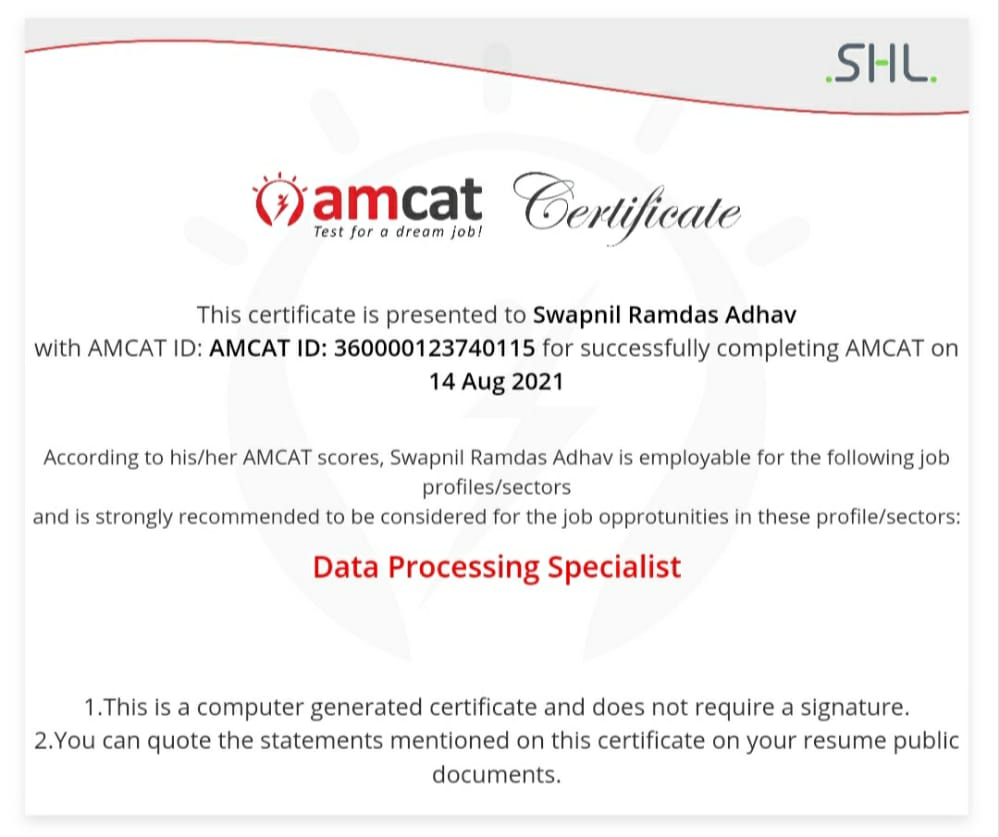 .SHL.
amcat Certificate
Test for a dream job!
This certificate is presented to Swapnil Ramdas Adhav
with AMCAT ID: AMCAT ID: 360000123740115 for successfully completing AMCAT on
14 Aug 2021
According to his/her AMCAT scores, Swapnil Ramdas Adhav is employable for the following job
profiles/sectors
and is strongly recommended to be considered for the job opprotunities in these profile/sectors:
Data Processing Specialist
1.This is a computer generated certificate and does not require a signature.
2.You can quote the statements mentioned on this certificate on your resume public
documents.